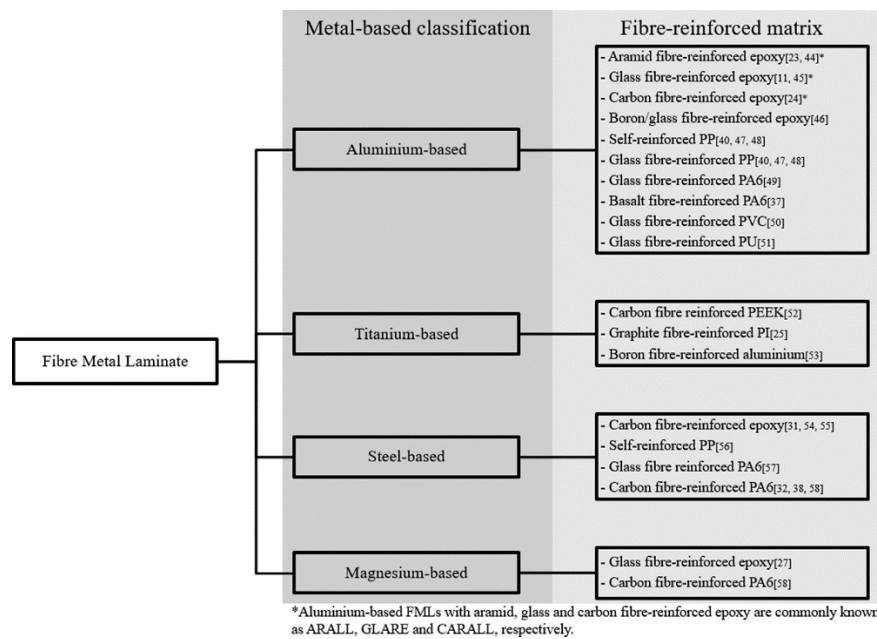 Metal-based classification
Fibre-reinforced matrix
Fibre Metal Laminate
Aluminium-based
- Aramid fibre-reinforced epoxy[23, 44]*
- Glass fibre-reinforced epoxy[11, 45]*
- Carbon fibre-reinforced epoxy[24]*
- Boron/glass fibre-reinforced epoxy[46]
- Self-reinforced PP[40, 47, 48]
- Glass fibre-reinforced PP[40, 47, 48]
- Glass fibre-reinforced PA6[49]
- Basalt fibre-reinforced PA6[37]
- Glass fibre-reinforced PVC[50]
- Glass fibre-reinforced PU[51]
Titanium-based
- Carbon fibre reinforced PEEK[52]
- Graphite fibre-reinforced PI[25]
- Boron fibre-reinforced aluminium[53]
Steel-based
- Carbon fibre-reinforced epoxy[31, 54, 55]
- Self-reinforced PP[56]
- Glass fibre reinforced PA6[57]
- Carbon fibre-reinforced PA6[32, 38, 58]
Magnesium-based
- Glass fibre-reinforced epoxy[27]
- Carbon fibre-reinforced PA6[58]
*Aluminium-based FMLs with aramid, glass and carbon fibre-reinforced epoxy are commonly known
as ARALL, GLARE and CARALL, respectively.